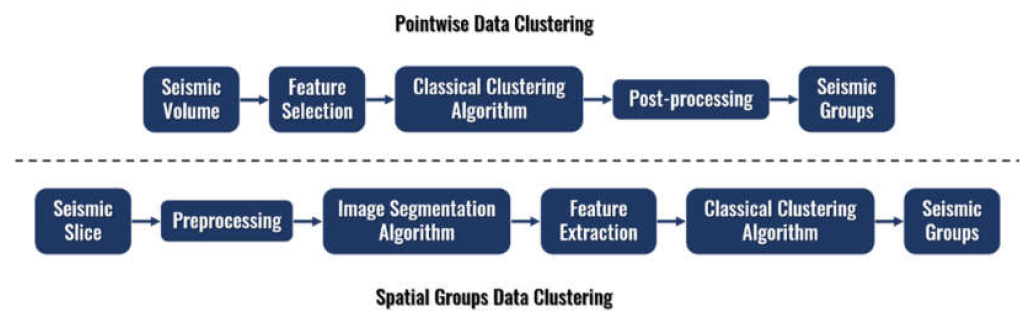 Pointwise Data Clustering
Seismic
Volume
Feature
Selection
Classical Clustering
Algorithm
Post-processing
Seismic
Groups
Seismic
Slice
Preprocessing
Image Segmentation
Algorithm
Feature
Extraction
Classical Clustering
Algorithm
Seismic
Groups
Spatial Groups Data Clustering